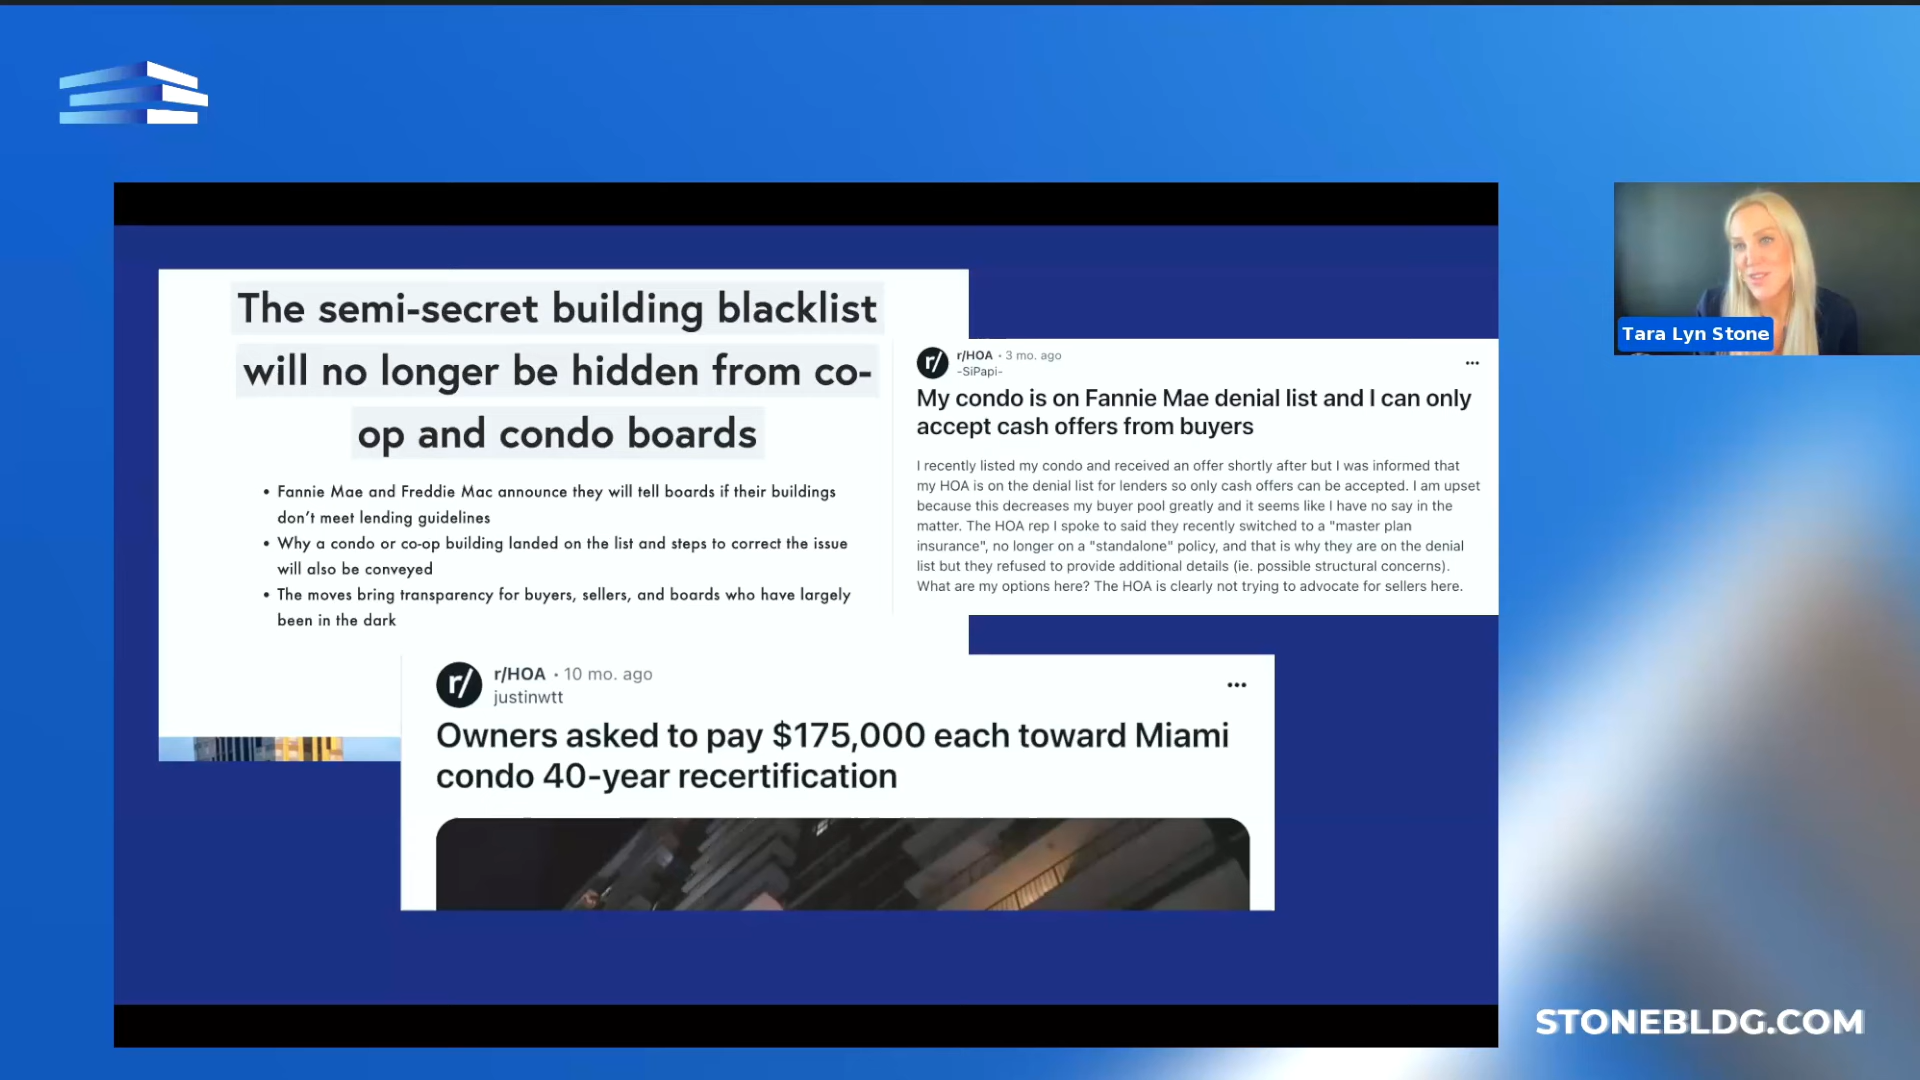 The semi-secret building blacklist
will no longer be hidden from co-
op and condo boards
• Fannie Mae and Freddie Mac announce they will tell boards if their buildings
don’t meet lending guidelines
• Why a condo or co-op building landed on the list and steps to correct the issue
will also be conveyed
• The moves bring transparency for buyers, sellers, and boards who have largely
been in the dark
r/
r/HOA • 3 mo. ago
-SiPapi-
My condo is on Fannie Mae denial list and I can only
accept cash offers from buyers
I recently listed my condo and received an offer shortly after but I was informed that
my HOA is on the denial list for lenders so only cash offers can be accepted. I am upset
because this decreases my buyer pool greatly and it seems like I have no say in the
matter. The HOA rep I spoke to said they recently switched to a "master plan
insurance", no longer on a "standalone" policy, and that is why they are on the denial
list but they refused to provide additional details (ie. possible structural concerns).
What are my options here? The HOA is clearly not trying to advocate for sellers here.
r/
r/HOA • 10 mo. ago
justinwtt
Owners asked to pay $175,000 each toward Miami
condo 40-year recertification
Tara Lyn Stone
STONEBLDG.COM